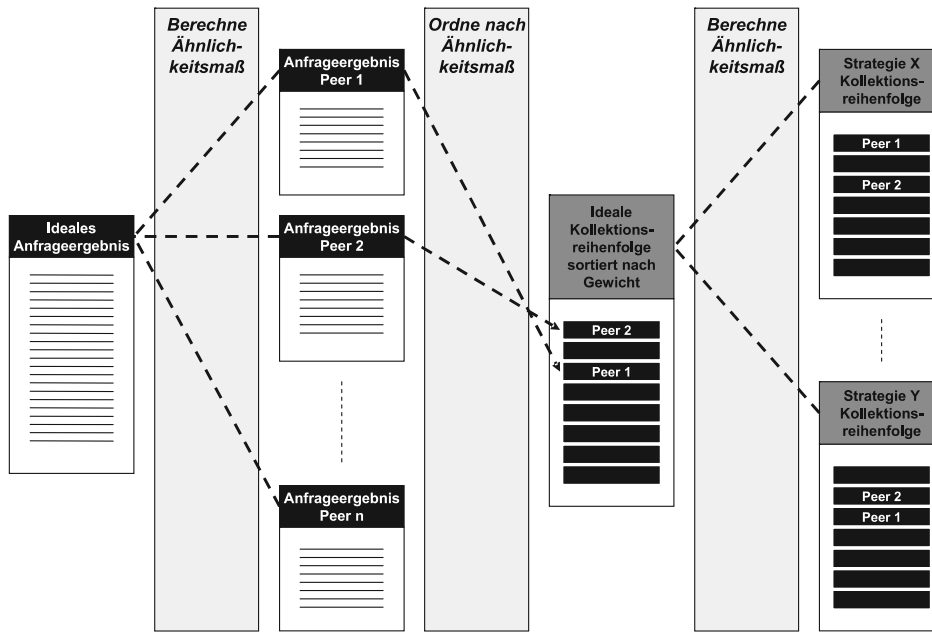 Berechne
Ähnlich-
keitsmaß
Ordne nach
Ähnlich-
keitsmaß
Berechne
Ähnlich-
keitsmaß
Ideales
Anfrageergebnis
Anfrageergebnis
Peer 1
Anfrageergebnis
Peer 2
Anfrageergebnis
Peer n
Ideale
Kollektions-
reihenfolge
sortiert nach
Gewicht
Peer 2
Peer 1
Strategie X
Kollektions-
reihenfolge
Peer 1
Peer 2
Strategie Y
Kollektions-
reihenfolge
Peer 2
Peer 1